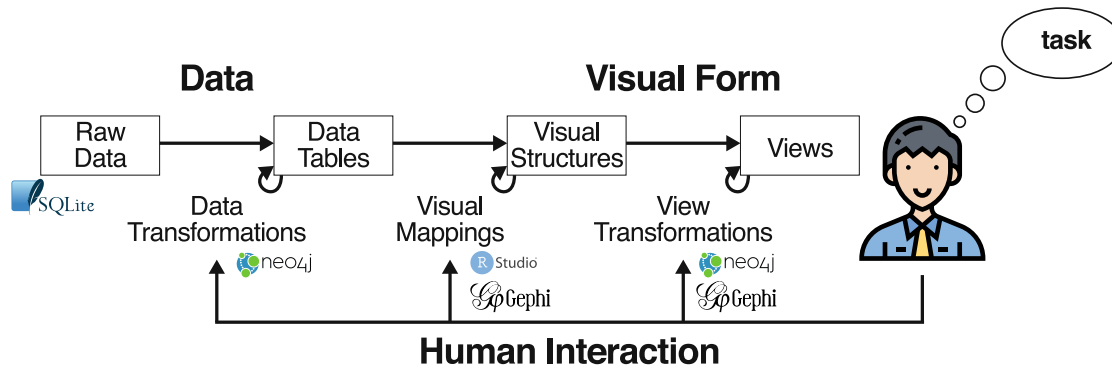 task
Data
Visual Form
Raw
Data
Data
Tables
Visual
Structures
Views
SQLite
Data
Transformations
neo4j
Visual
Mappings
R Studio
Gephi
View
Transformations
neo4j
Gephi
Human Interaction